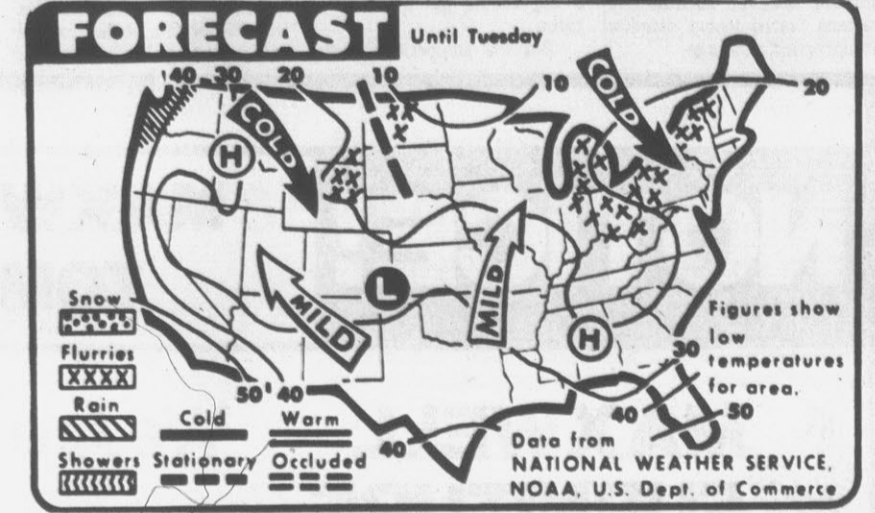 FORECAST Until Tuesday
40 30 20 10 10 20
COLD
COLD
H
L
MILD
MILD
H
30
50 40
40
40
50
Snow
Flurries
XXXX
Rain
Showers
Cold Warm
Stationary Occluded
Figures show
low
temperatures
for area.
Data from
NATIONAL WEATHER SERVICE,
NOAA, U.S. Dept. of Commerce